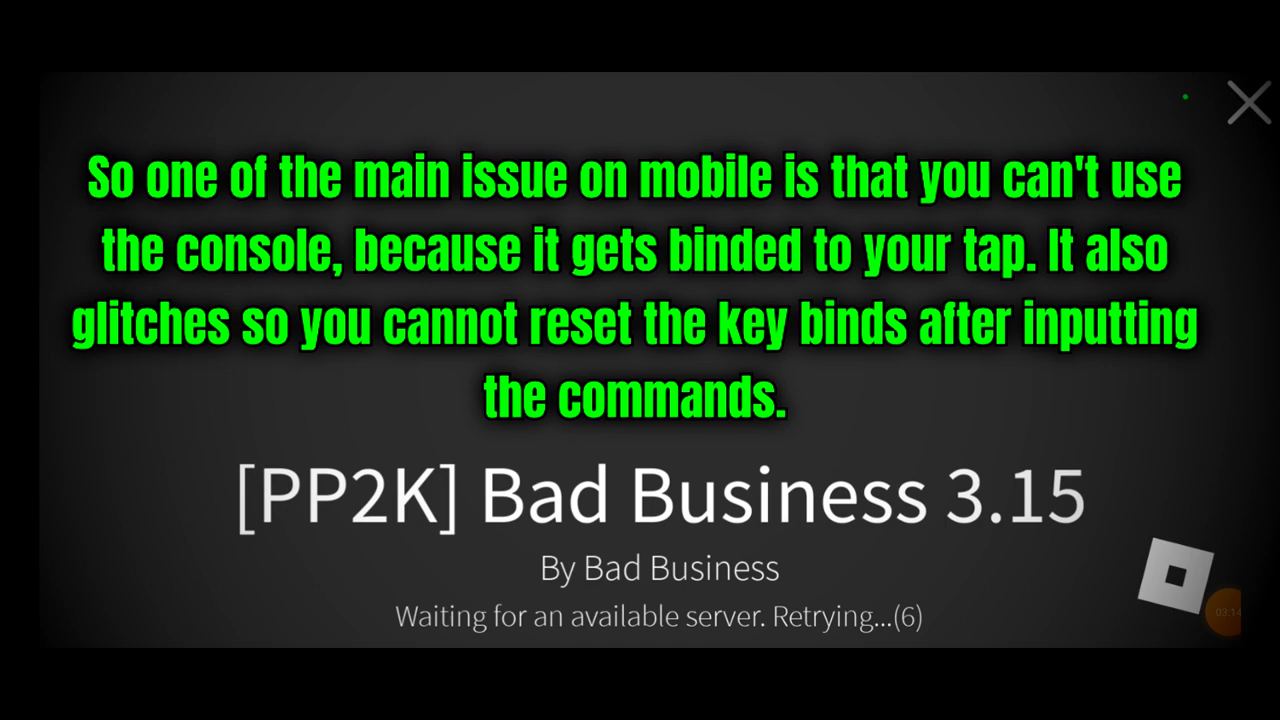 So one of the main issue on mobile is that you can't use
the console, because it gets binded to your tap. It also
glitches so you cannot reset the key binds after inputting
the commands.
[PP2K] Bad Business 3.15
By Bad Business
Waiting for an available server. Retrying...(6)
03:14